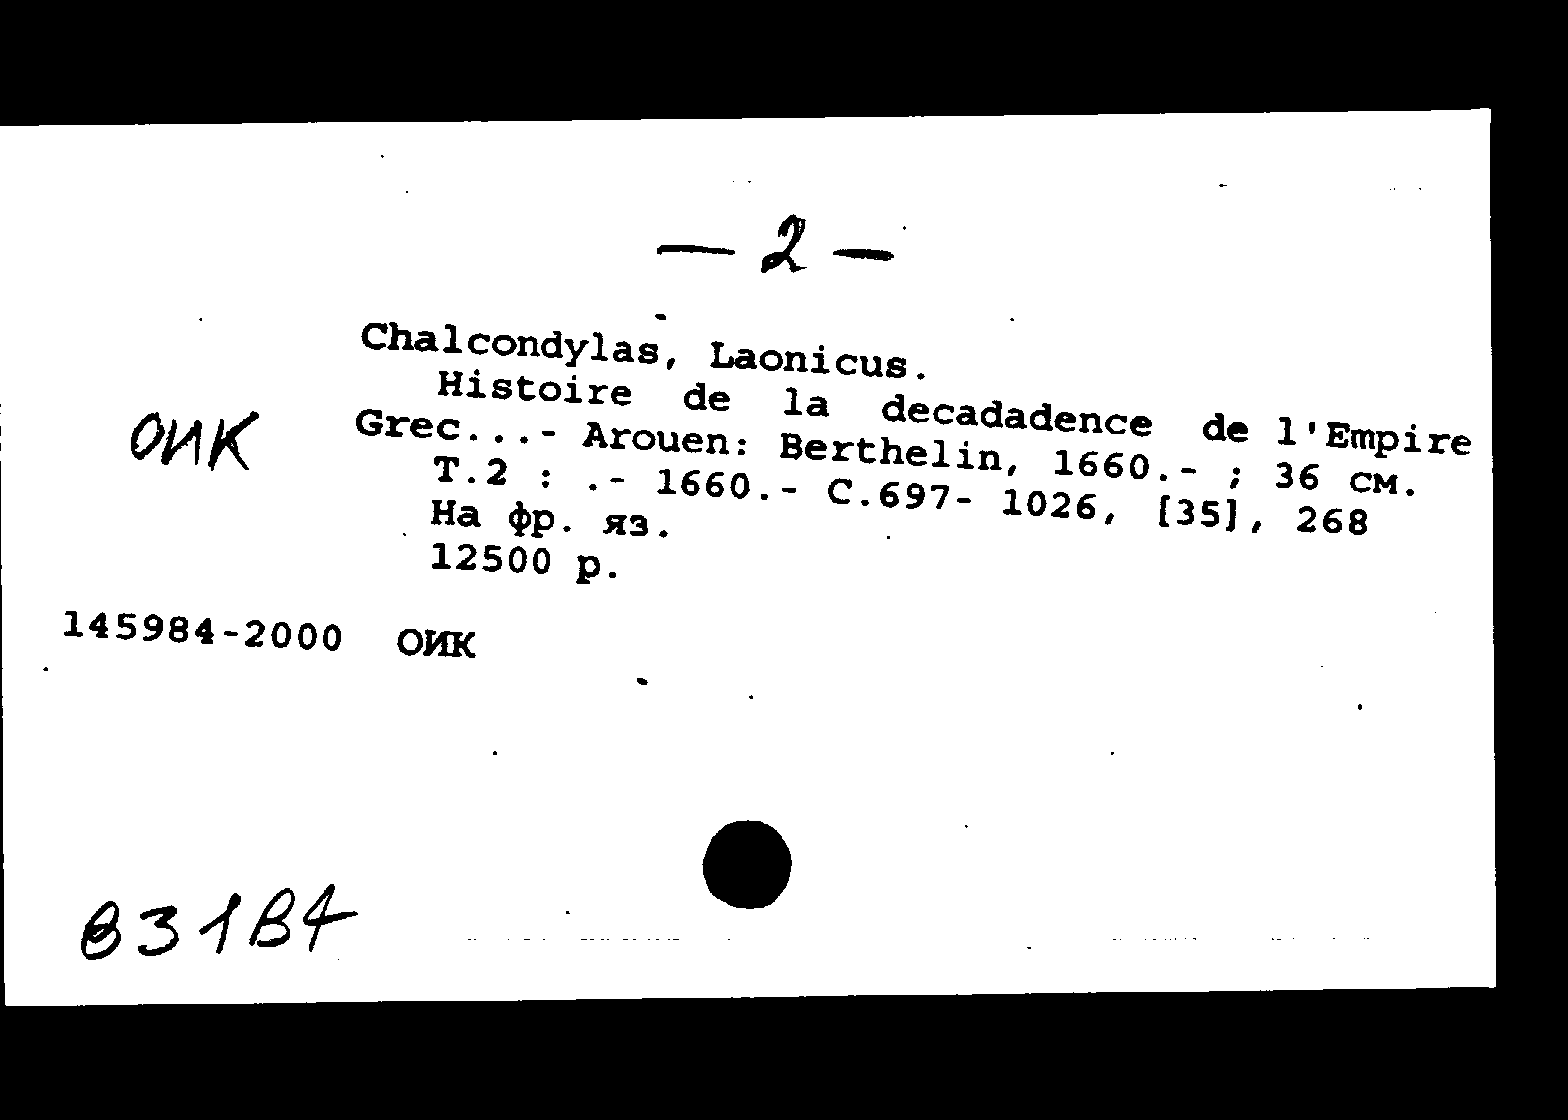 — 2 —
Chalcondylas, Laonicus.
Histoire de la decadadence de l'Empire
ОИК
Grec...- Arouen: Berthelin, 1660.- ; 36 см.
Т.2 : .- 1660.- С.697- 1026, [35], 268
На фр. яз.
12500 р.
145984-2000 ОИК
831В4